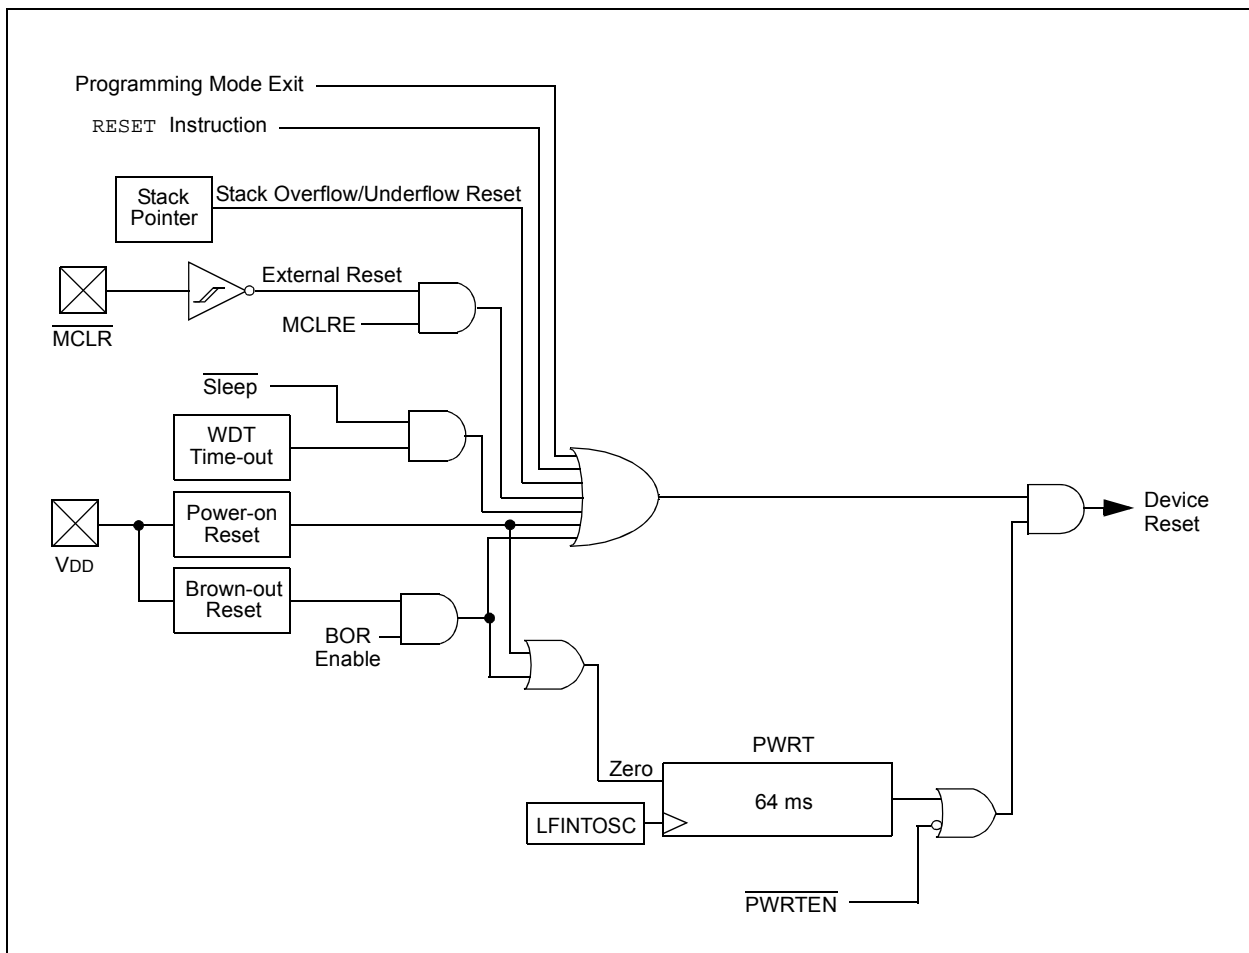 Programming Mode Exit
RESET Instruction
Stack
Pointer
Stack Overflow/Underflow Reset
External Reset
MCLRE
MCLR
Sleep
WDT
Time-out
Power-on
Reset
VDD
Brown-out
Reset
BOR
Enable
Device
Reset
PWRT
Zero
64 ms
LFINTOSC
PWRTEN